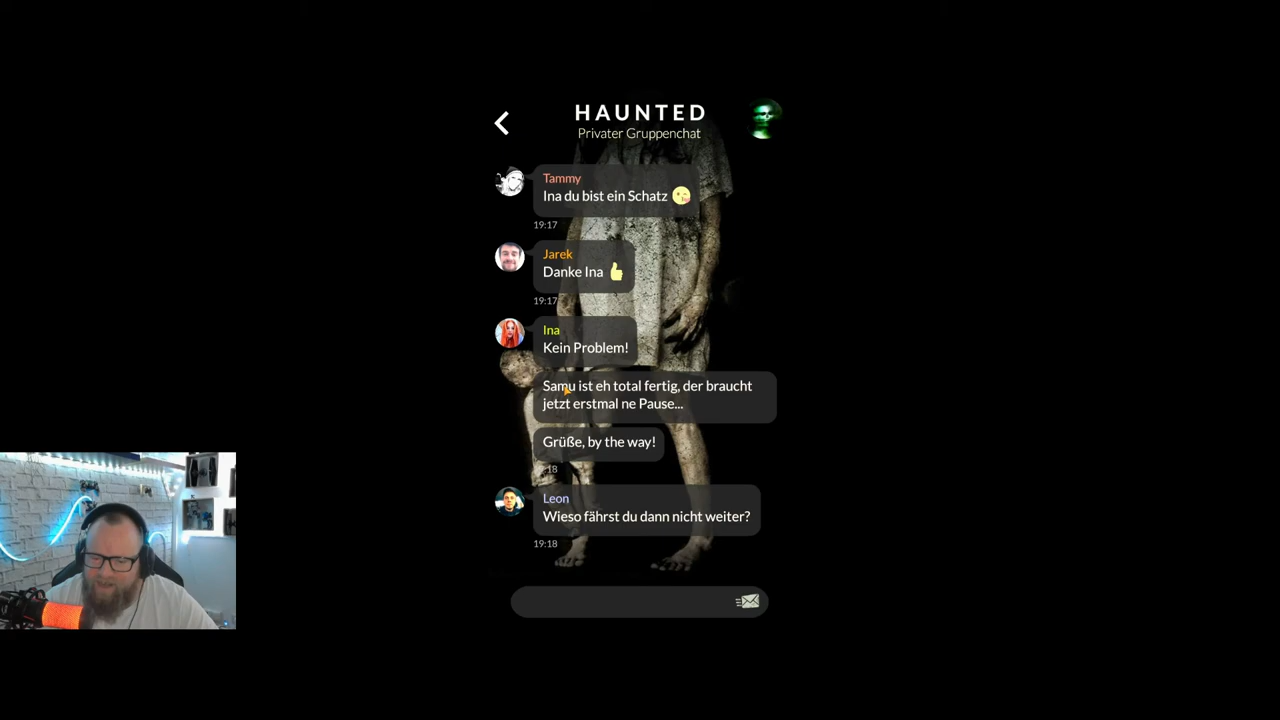 HAUNTED
Privater Gruppenchat
Tammy
Ina du bist ein Schatz 😘
19:17
Jarek
Danke Ina 👍
19:17
Ina
Kein Problem!
Samu ist eh total fertig, der braucht
jetzt erstmal ne Pause...
Grüße, by the way!
19:18
Leon
Wieso fährst du dann nicht weiter?
19:18